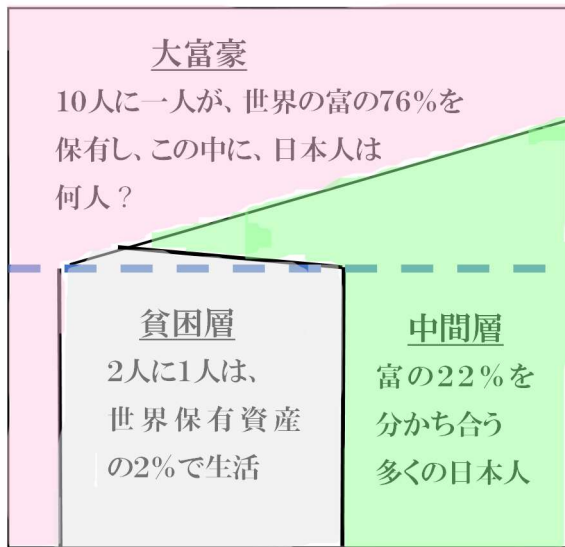 大富豪
10人に一人が、世界の富の76%を
保有し、この中に、日本人は
何人？
貧困層
2人に1人は、
世界保有資産
の2%で生活
中間層
富の22%を
分かち合う
多くの日本人